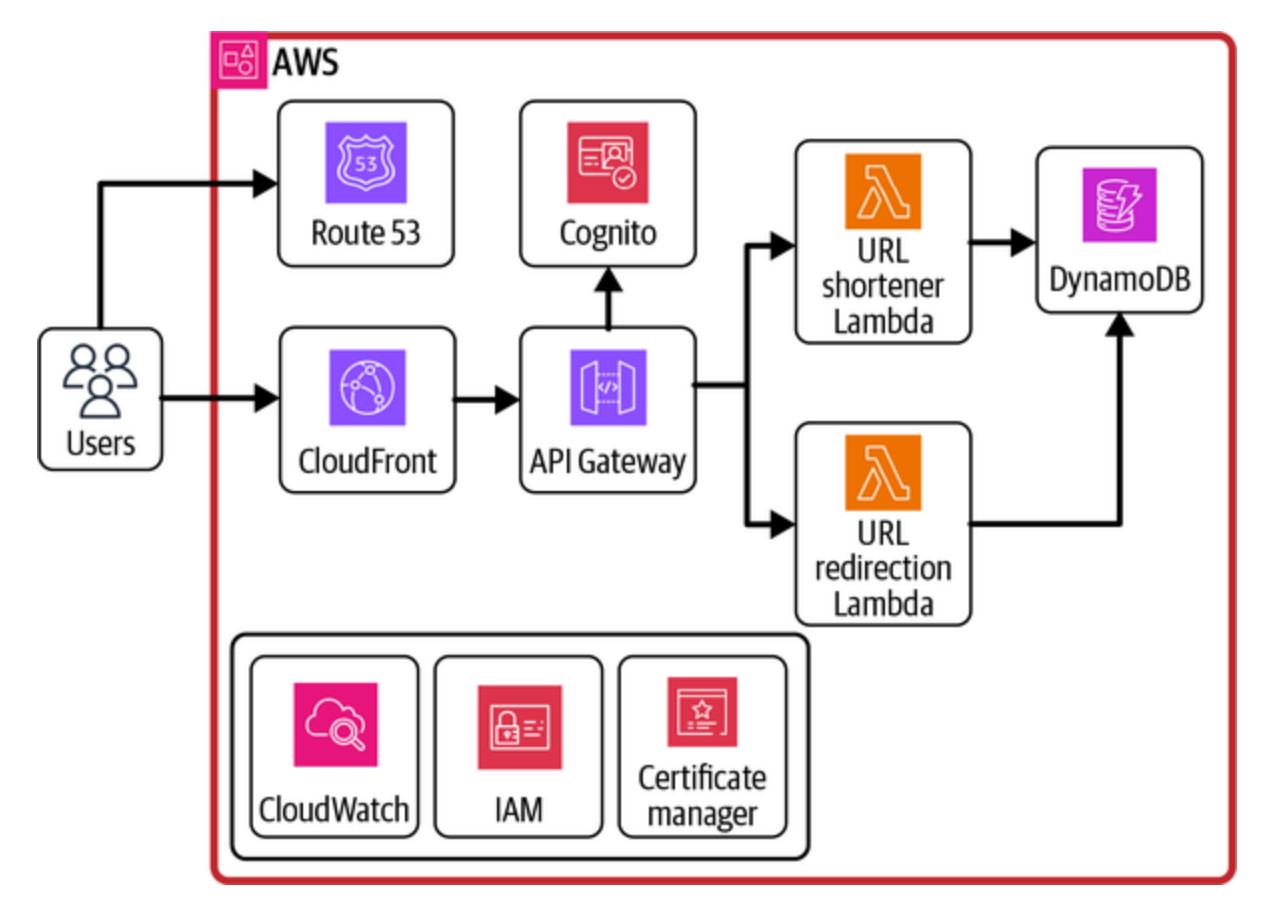 AWS
53
Route 53
Cognito
URL
shortener
Lambda
DynamoDB
Users
CloudFront
</>
API Gateway
URL
redirection
Lambda
CloudWatch
IAM
Certificate
manager